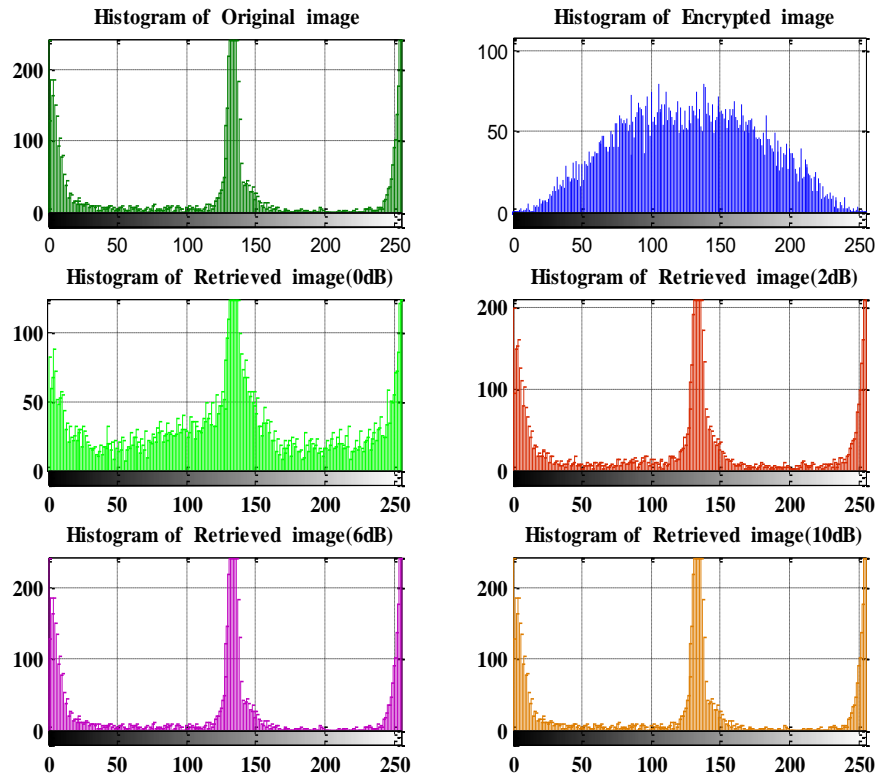 Histogram of Original image
200
100
0
0 50 100 150 200 250
Histogram of Encrypted image
100
50
0
0 50 100 150 200 250
Histogram of Retrieved image(0dB)
100
50
0
0 50 100 150 200 250
Histogram of Retrieved image(2dB)
200
100
0
0 50 100 150 200 250
Histogram of Retrieved image(6dB)
200
100
0
0 50 100 150 200 250
Histogram of Retrieved image(10dB)
200
100
0
0 50 100 150 200 250